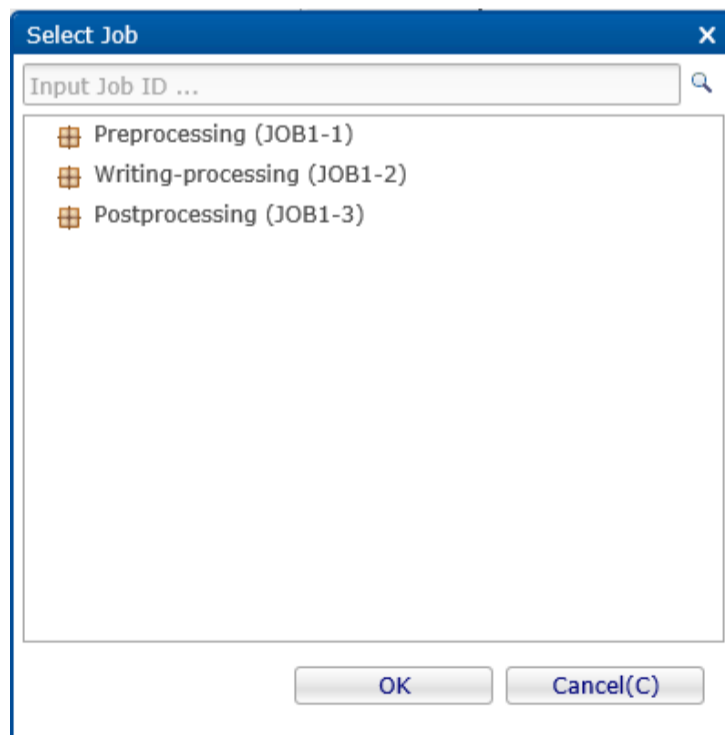 Select Job
Input Job ID ...
Preprocessing (JOB1-1)
Writing-processing (JOB1-2)
Postprocessing (JOB1-3)
OK Cancel(C)